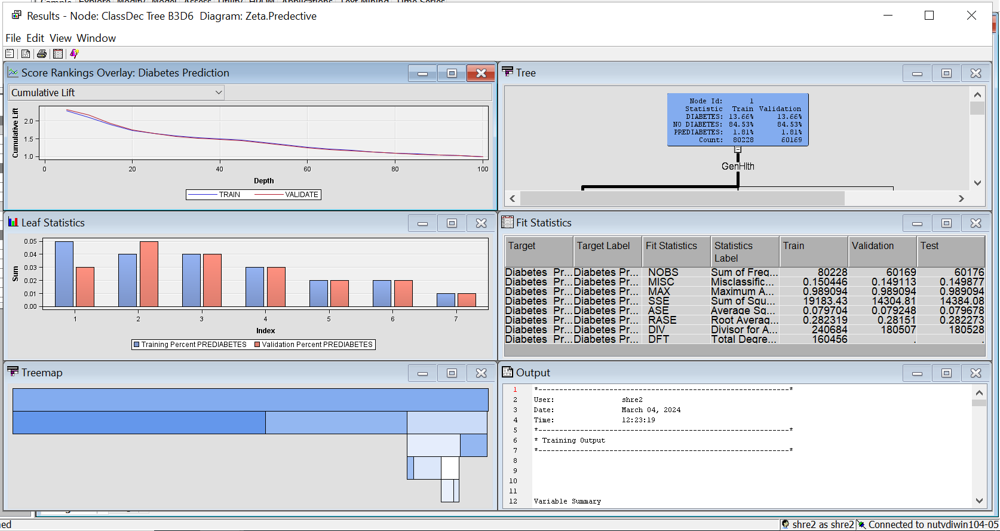 Results - Node: ClassDec Tree B3D6  Diagram: Zeta.Predective
File Edit View Window
Score Rankings Overlay: Diabetes Prediction
Cumulative Lift
Cumulative Lift
2.0
1.5
1.0
0 20 40 60 80 100
Depth
TRAIN VALIDATE
Tree
Node Id: 1
Statistic Train Validation
DIABETES: 13.66% 13.66%
NO DIABETES: 84.53% 84.53%
PREDIABETES: 1.81% 1.81%
Count: 80228 60169
GenHlth
Leaf Statistics
Sum
0.05
0.04
0.03
0.02
0.01
0.00
1 2 3 4 5 6 7
Index
Training Percent PREDIABETES Validation Percent PREDIABETES
Fit Statistics
Target Target Label Fit Statistics Statistics Label Train Validation Test
Diabetes Pr... Diabetes Pr... NOBS Sum of Freq... 80228 60169 60176
Diabetes Pr... Diabetes Pr... MISC Misclassific... 0.150446 0.149113 0.149877
Diabetes Pr... Diabetes Pr... MAX Maximum A... 0.989094 0.989094 0.989094
Diabetes Pr... Diabetes Pr... SSE Sum of Squ... 19183.43 14304.81 14384.08
Diabetes Pr... Diabetes Pr... ASE Average Sq... 0.079704 0.079248 0.079678
Diabetes Pr... Diabetes Pr... RASE Root Averag... 0.282319 0.28151 0.282273
Diabetes Pr... Diabetes Pr... DIV Divisor for A... 240684 180507 180528
Diabetes Pr... Diabetes Pr... DFT Total Degre... 160456 . .
Treemap
Output
1 *------------------------------------------------------------*
2 User: shre2
3 Date: March 04, 2024
4 Time: 12:23:19
5 *------------------------------------------------------------*
6 * Training Output
7 *------------------------------------------------------------*
8
9
10
11
12 Variable Summary
shre2 as shre2 Connected to nutvdiwin104-05